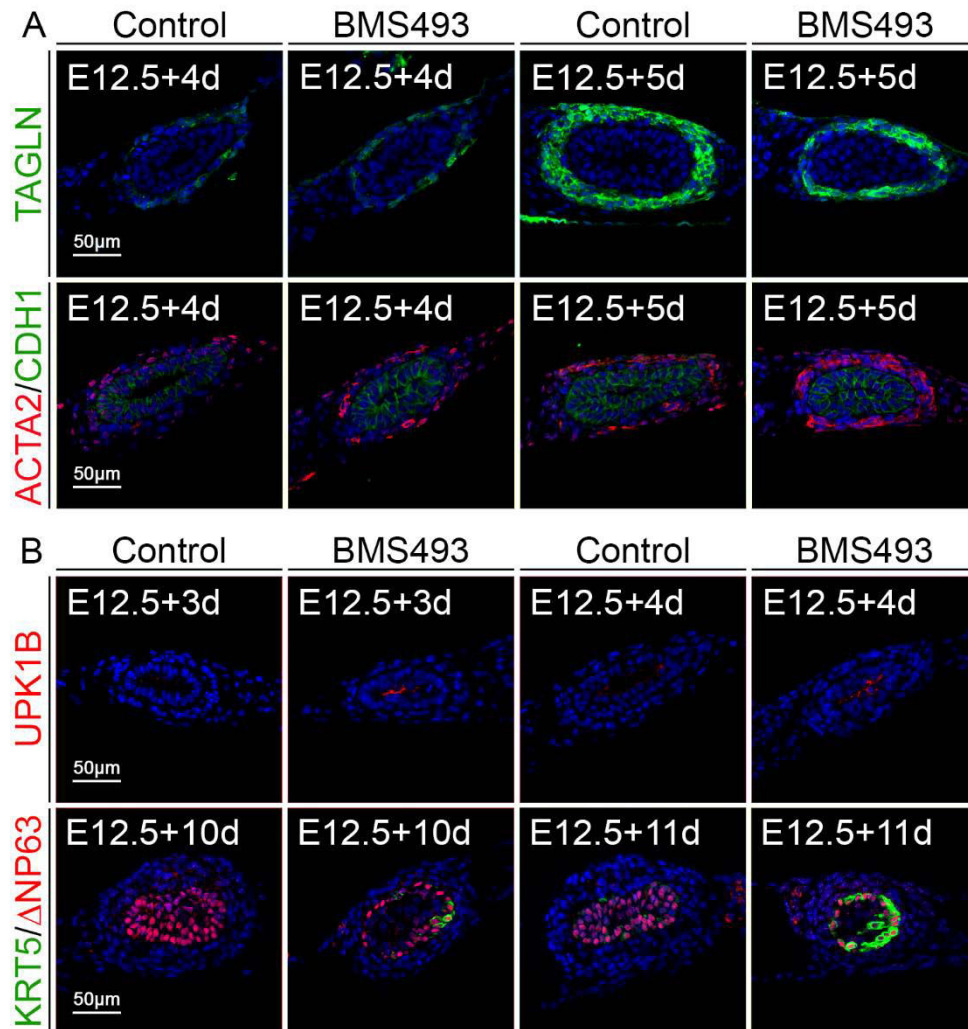 A Control BMS493 Control BMS493
TAGLN
E12.5+4d E12.5+4d E12.5+5d E12.5+5d
50µm
ACTA2/CDH1
E12.5+4d E12.5+4d E12.5+5d E12.5+5d
50µm
B Control BMS493 Control BMS493
UPK1B
E12.5+3d E12.5+3d E12.5+4d E12.5+4d
50µm
KRT5/ΔNP63
E12.5+10d E12.5+10d E12.5+11d E12.5+11d
50µm